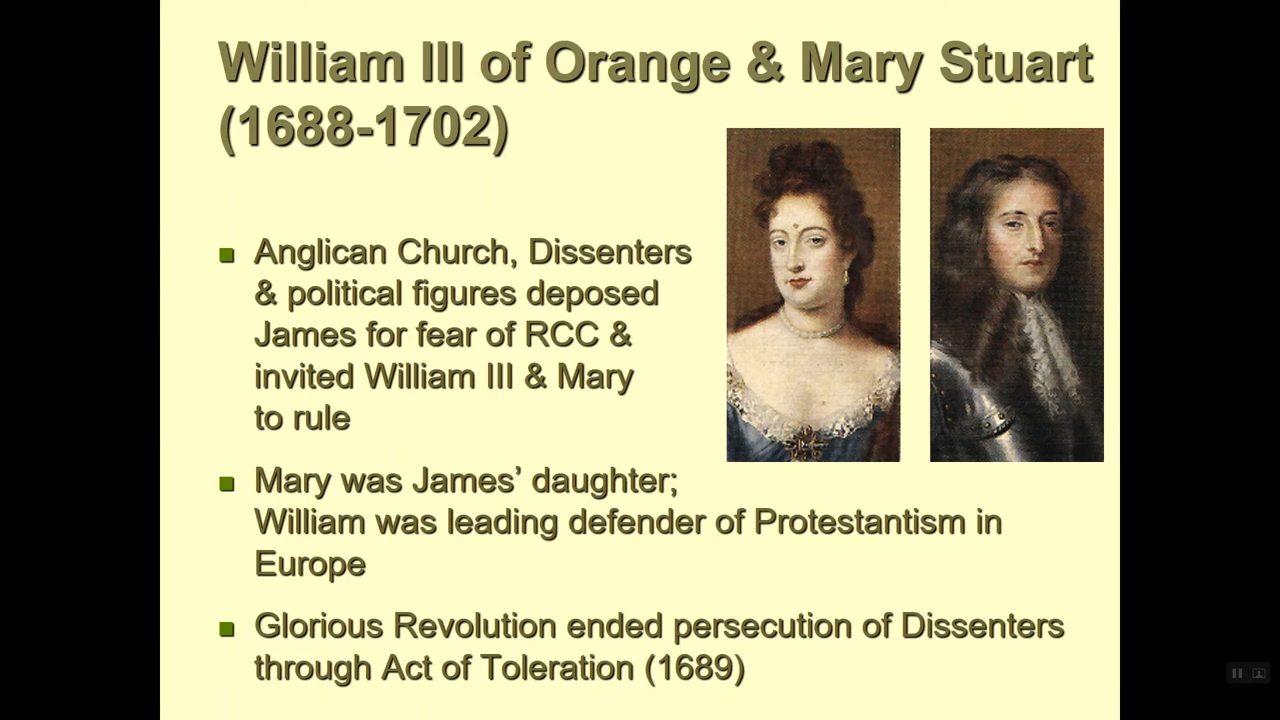 William III of Orange & Mary Stuart
(1688-1702)
Anglican Church, Dissenters
& political figures deposed
James for fear of RCC &
invited William III & Mary
to rule
Mary was James’ daughter;
William was leading defender of Protestantism in
Europe
Glorious Revolution ended persecution of Dissenters
through Act of Toleration (1689)